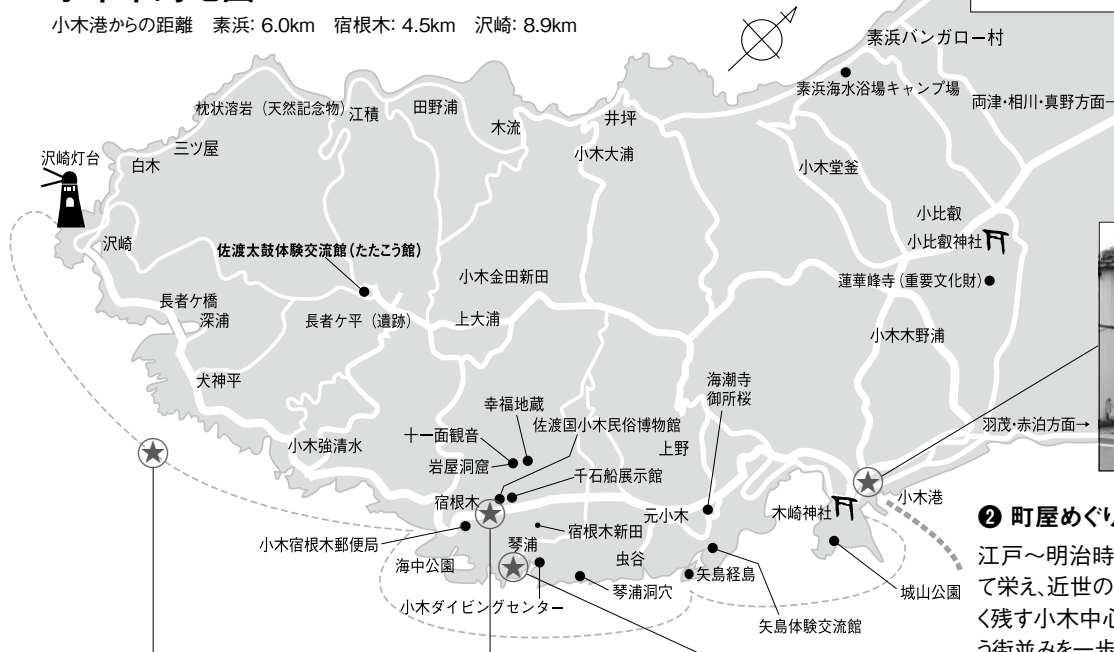 小木港からの距離　素浜: 6.0km　宿根木: 4.5km　沢崎: 8.9km
素浜バンガロー村
素浜海水浴場キャンプ場
両津・相川・真野方面
枕状溶岩（天然記念物）
江積
田野浦
木流
井坪
小木大浦
三ツ屋
白木
沢崎灯台
小木堂釜
小比叡
小比叡神社
沢崎
佐渡太鼓体験交流館(たたこう館)
小木金田新田
蓮華峰寺（重要文化財）
長者ケ橋
深浦
長者ケ平（遺跡）
上大浦
小木木野浦
犬神平
海潮寺
御所桜
幸福地蔵
佐渡国小木民俗博物館
十一面観音
岩屋洞窟
小木強清水
上野
羽茂・赤泊方面→
千石船展示館
宿根木
元小木
木崎神社
小木港
小木宿根木郵便局
宿根木新田
琴浦
海中公園
虫谷
矢島経島
琴浦洞穴
小木ダイビングセンター
城山公園
矢島体験交流館
❷ 町屋めぐり
江戸〜明治時
て栄え、近世の
く残す小木中心
う街並みを一歩